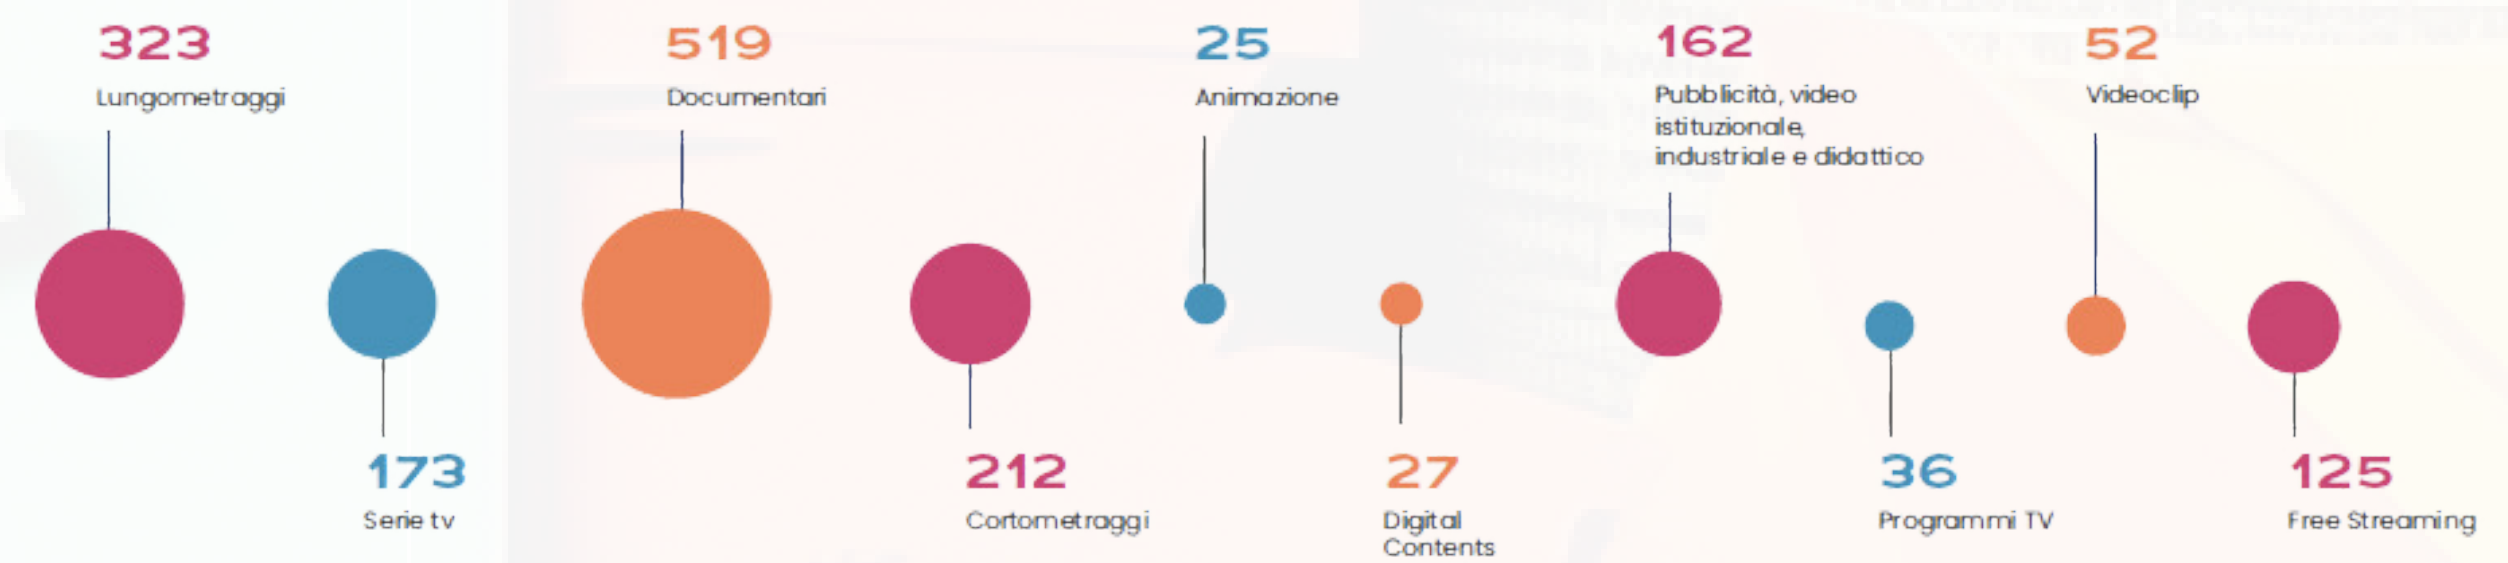 323
Lungometraggi
173
Serie tv
519
Documentari
212
Cortometraggi
25
Animazione
27
Digital
Contents
162
Pubblicità, video
istituzionale,
industriale e didattico
36
Programmi TV
52
Videoclip
125
Free Streaming